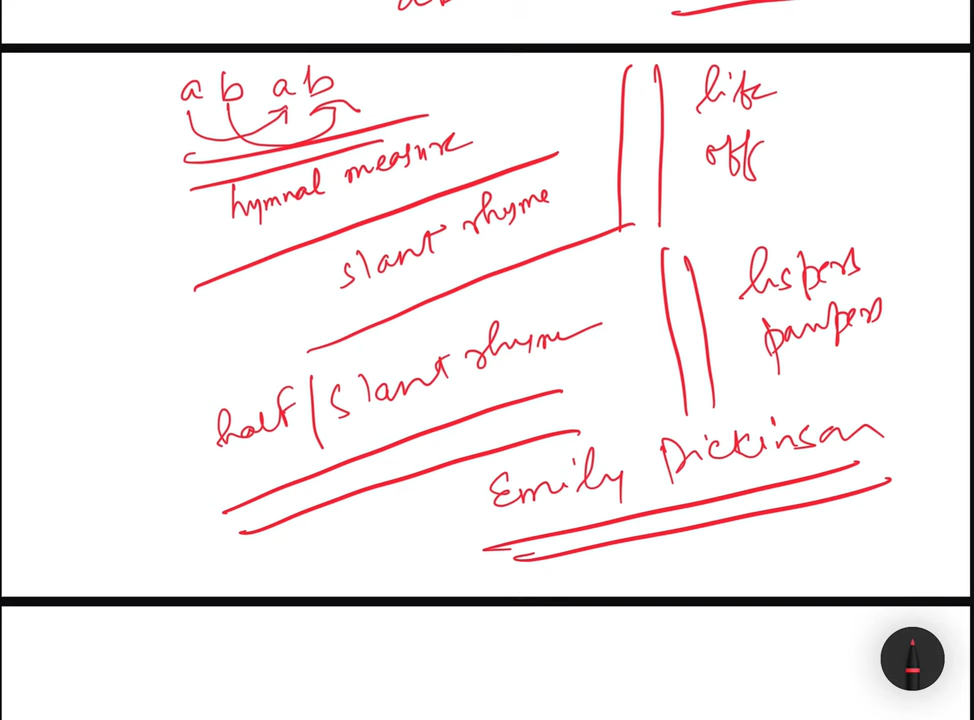 a b a b
hymnal measure
slant rhyme
half / slant rhyme
life
off
lispers
pampers
Emily Dickinson